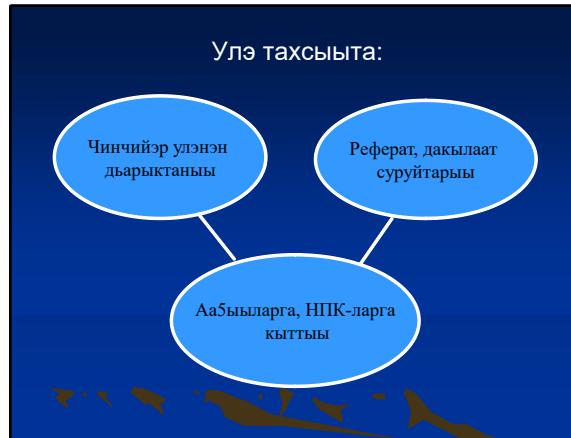 Улэ тахсыыта:
Чинчийэр улэнэн
дьарыктаныы
Реферат, дакылаат
суруйтарыы
Аа5ыыларга, НПК-ларга
кыттыы